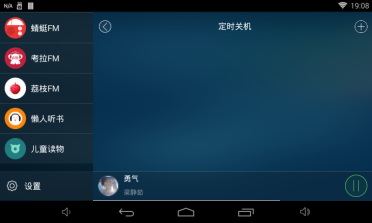 N/A
19:08
蜻蜓FM
考拉FM
荔枝FM
懒人听书
儿童读物
设置
定时关机
勇气
梁静茹